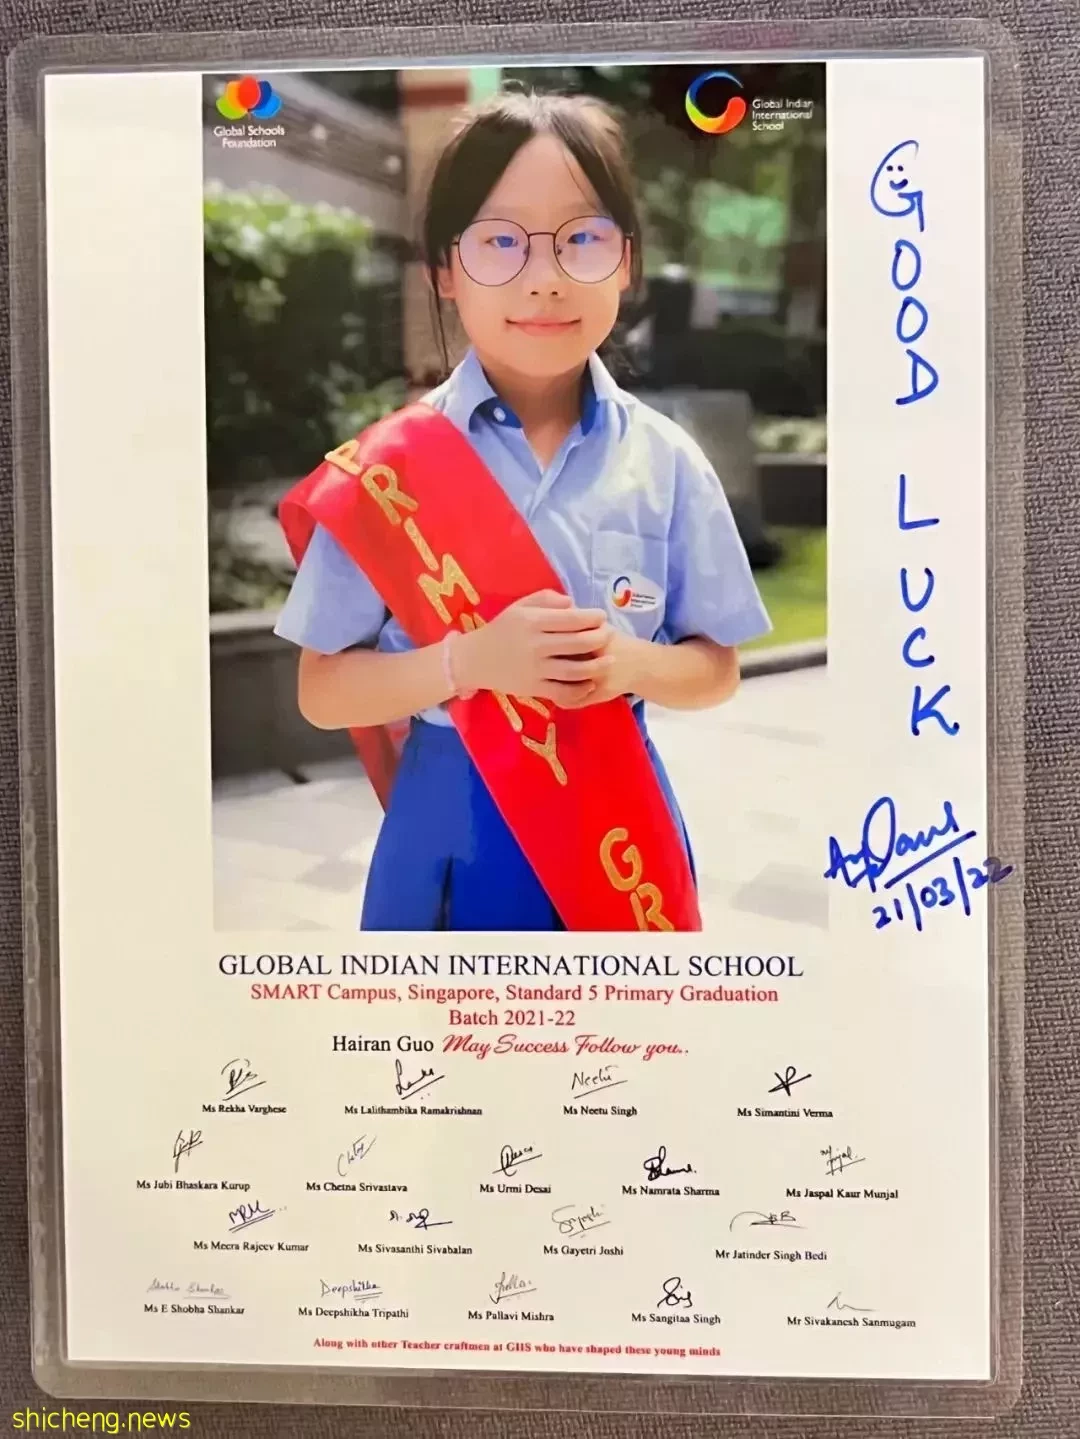 Global Schools
Foundation
Global Indian
International
School
PRIMARY GR
GOOD LUCK
21/03/22
GLOBAL INDIAN INTERNATIONAL SCHOOL
SMART Campus, Singapore, Standard 5 Primary Graduation
Batch 2021-22
Hairan Guo May Success Follow you..
Neetu
Ms Rekha Varghese Ms Lalithambika Ramakrishnan Ms Neetu Singh Ms Simantini Verma
Ms Jubi Bhaskara Kurup Ms Chetna Srivastava Ms Urmi Desai Ms Namrata Sharma Ms Jaspal Kaur Munjal
Ms Meera Rajeev Kumar Ms Sivasanthi Sivabalan Ms Gayetri Joshi Mr Jatinder Singh Bedi
Deepshikha
Ms E Shobha Shankar Ms Deepshikha Tripathi Ms Pallavi Mishra Ms Sangitaa Singh Mr Sivakanesh Sanmugam
Along with other Teacher craftmen at GIIS who have shaped these young minds
shicheng.news